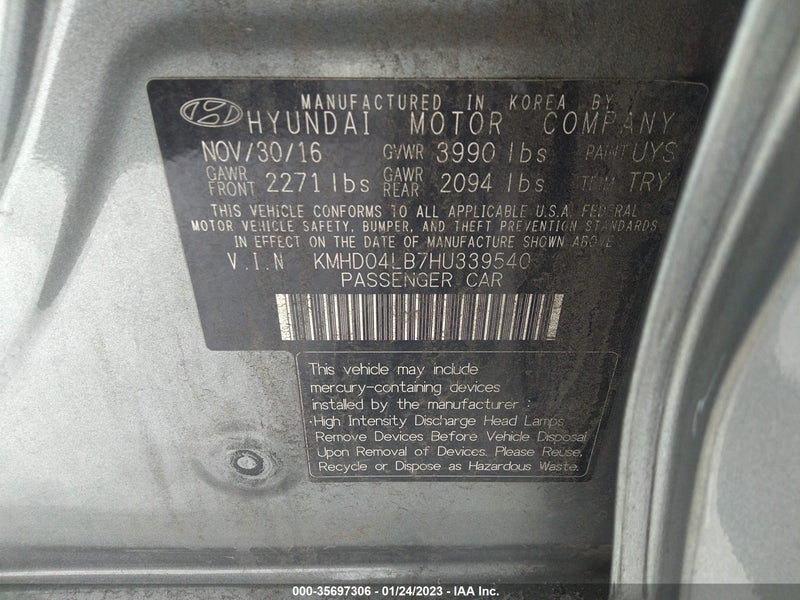 MANUFACTURED IN KOREA BY
HYUNDAI MOTOR COMPANY
NOV/30/16 GVWR 3990 lbs PAINT UYS
GAWR FRONT 2271 lbs GAWR REAR 2094 lbs TRIM TRY
THIS VEHICLE CONFORMS TO ALL APPLICABLE U.S.A. FEDERAL
MOTOR VEHICLE SAFETY, BUMPER, AND THEFT PREVENTION STANDARDS
IN EFFECT ON THE DATE OF MANUFACTURE SHOWN ABOVE.
V.I.N KMHD04LB7HU339540
PASSENGER CAR
This vehicle may include
mercury-containing devices
installed by the manufacturer :
·High Intensity Discharge Head Lamps
Remove Devices Before Vehicle Disposal
Upon Removal of Devices. Please Reuse,
Recycle or Dispose as Hazardous Waste.
000-35697306 - 01/24/2023 - IAA Inc.